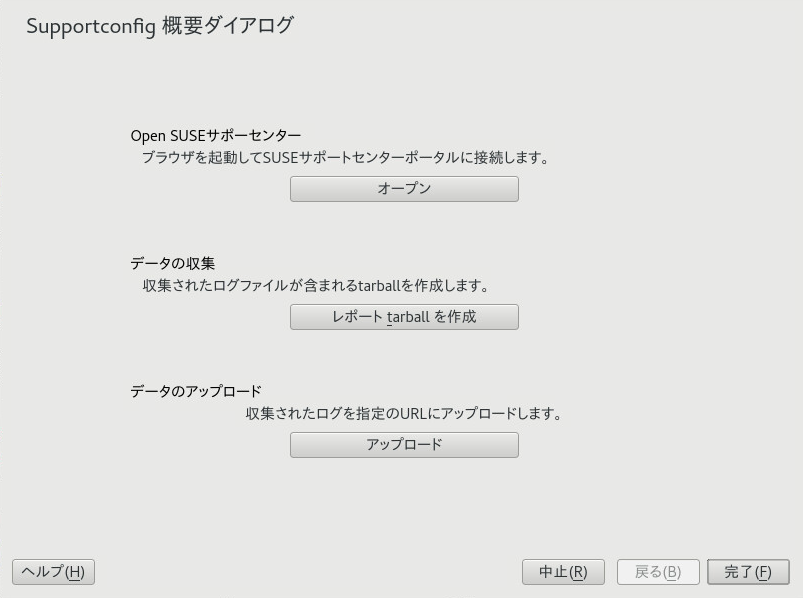 Supportconfig 概要ダイアログ
Open SUSEサポーセンター
ブラウザを起動してSUSEサポートセンターポータルに接続します。
オープン
データの収集
収集されたログファイルが含まれるtarballを作成します。
レポート tarball を作成
データのアップロード
収集されたログを指定のURLにアップロードします。
アップロード
ヘルプ(H) 中止(R) 戻る(B) 完了(F)